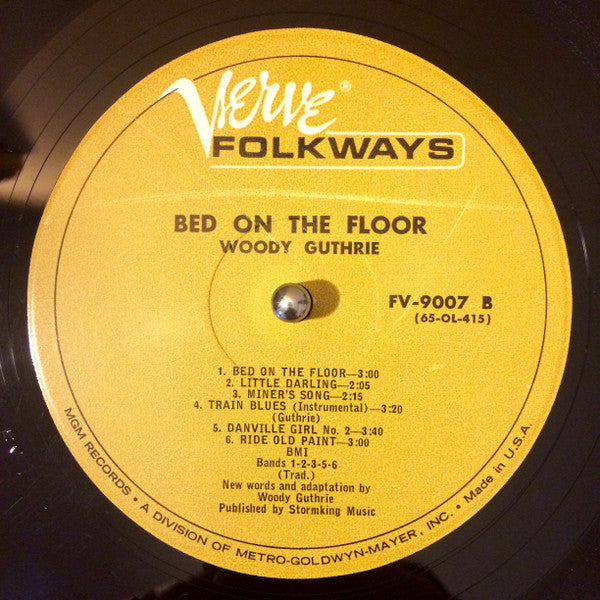 Verve®
FOLKWAYS
BED ON THE FLOOR
WOODY GUTHRIE
FV-9007 B
(65-OL-415)
1. BED ON THE FLOOR—3:00
2. LITTLE DARLING—2:05
3. MINER'S SONG—2:15
4. TRAIN BLUES (Instrumental)—3:20
(Guthrie)
5. DANVILLE GIRL No. 2—3:40
6. RIDE OLD PAINT—3:00
BMI
Bands 1-2-3-5-6
(Trad.)
New words and adaptation by
Woody Guthrie
Published by Stormking Music
MGM RECORDS • A DIVISION OF METRO-GOLDWYN-MAYER, INC. • Made in U.S.A.